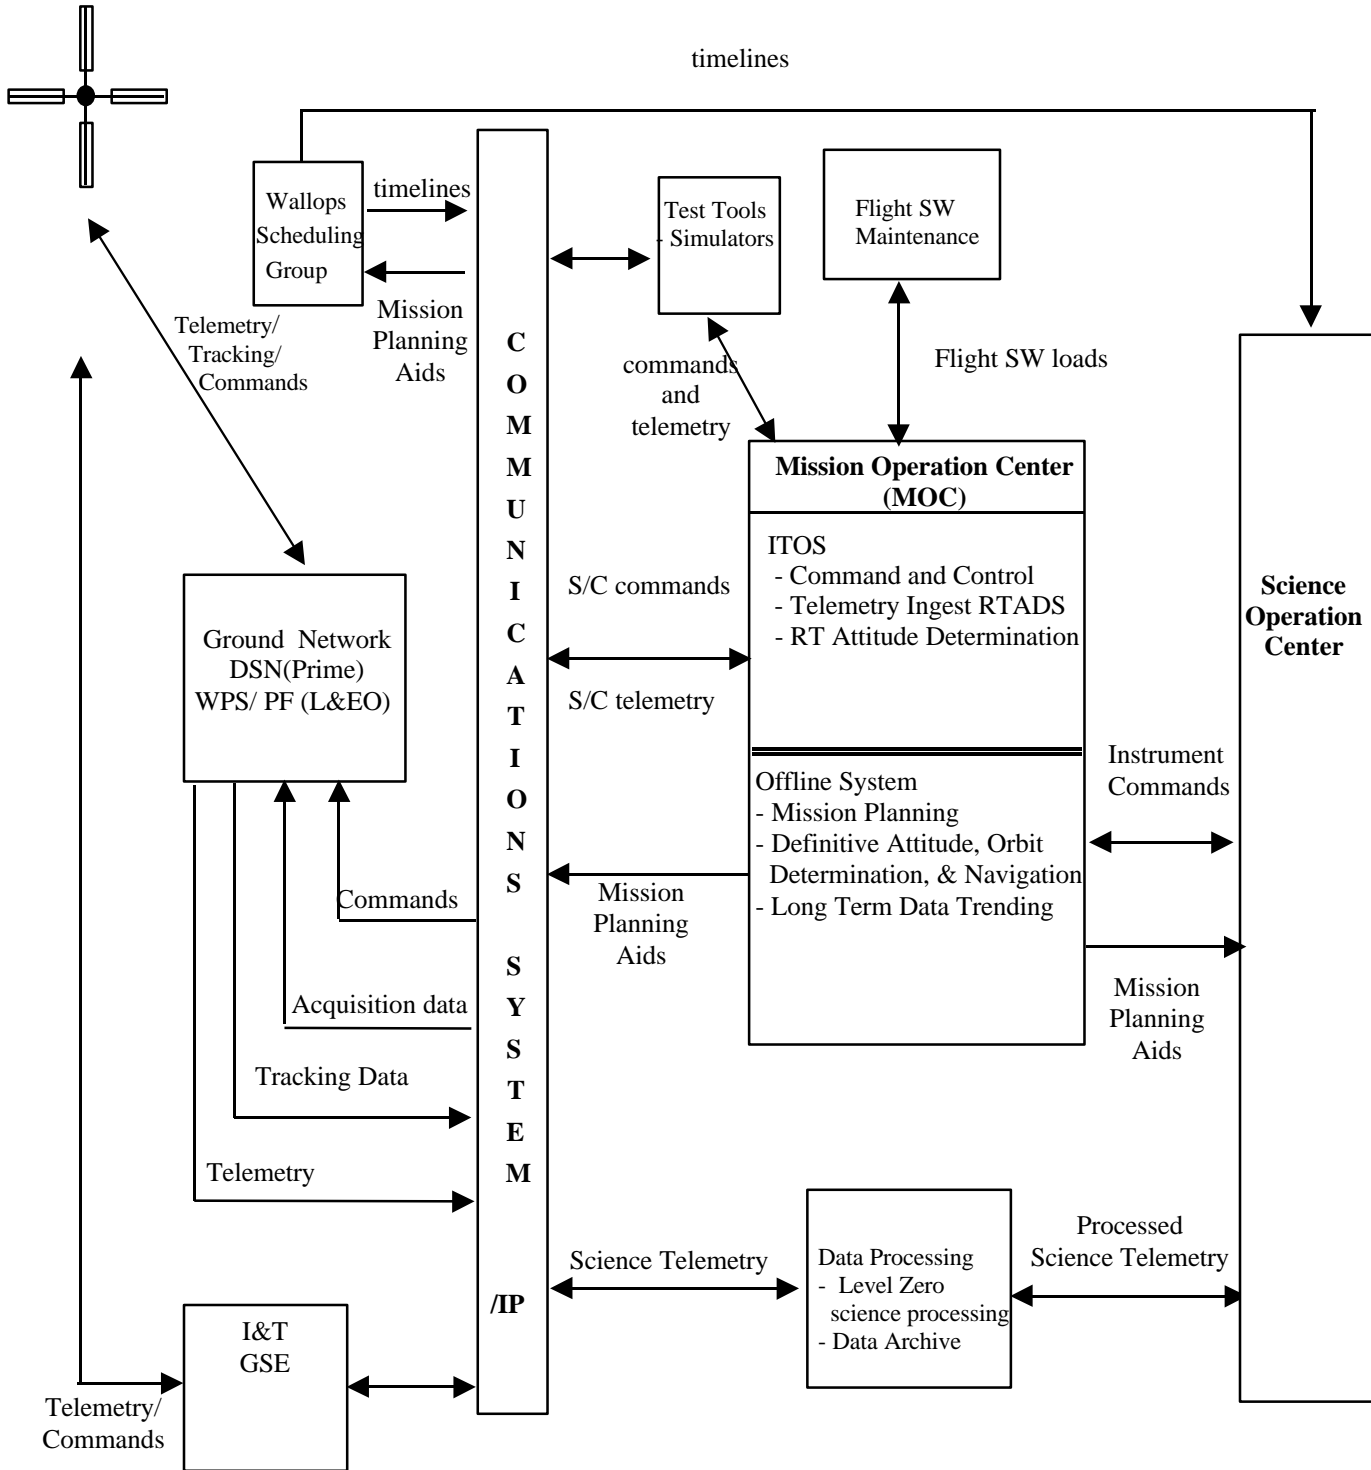 timelines
Wallops
Scheduling
Group
timelines
Mission
Planning
Aids
Test Tools
- Simulators
Flight SW
Maintenance
Telemetry/
Tracking/
Commands
commands
and
telemetry
Flight SW loads
COMMUNICATIONS SYSTEM /IP
Mission Operation Center
(MOC)
ITOS
- Command and Control
- Telemetry Ingest RTADS
- RT Attitude Determination
S/C commands
S/C telemetry
Science
Operation
Center
Ground Network
DSN(Prime)
WPS/ PF (L&EO)
Offline System
- Mission Planning
- Definitive Attitude, Orbit
Determination, & Navigation
- Long Term Data Trending
Instrument
Commands
Mission
Planning
Aids
Mission
Planning
Aids
Commands
Acquisition data
Tracking Data
Telemetry
Science Telemetry
Data Processing
- Level Zero
science processing
- Data Archive
Processed
Science Telemetry
I&T
GSE
Telemetry/
Commands